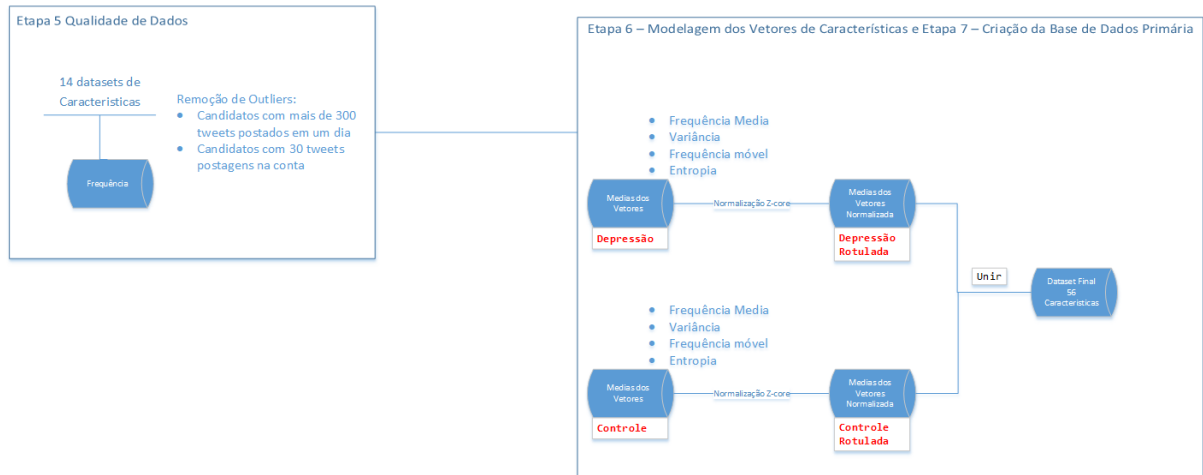 Etapa 5 Qualidade de Dados
14 datasets de
Caracteristicas
Frequência
Remoção de Outliers:
• Candidatos com mais de 300
tweets postados em um dia
• Candidatos com 30 tweets
postagens na conta
Etapa 6 – Modelagem dos Vetores de Características e Etapa 7 – Criação da Base de Dados Primária
• Frequência Media
• Variância
• Frequência móvel
• Entropia
Medias dos
Vetores
Depressão
Normalização Z-core
Medias dos
Vetores
Normalizada
Depressão
Rotulada
Unir
Dataset Final
56
Características
• Frequência Media
• Variância
• Frequência móvel
• Entropia
Medias dos
Vetores
Controle
Normalização Z-core
Medias dos
Vetores
Normalizada
Controle
Rotulada